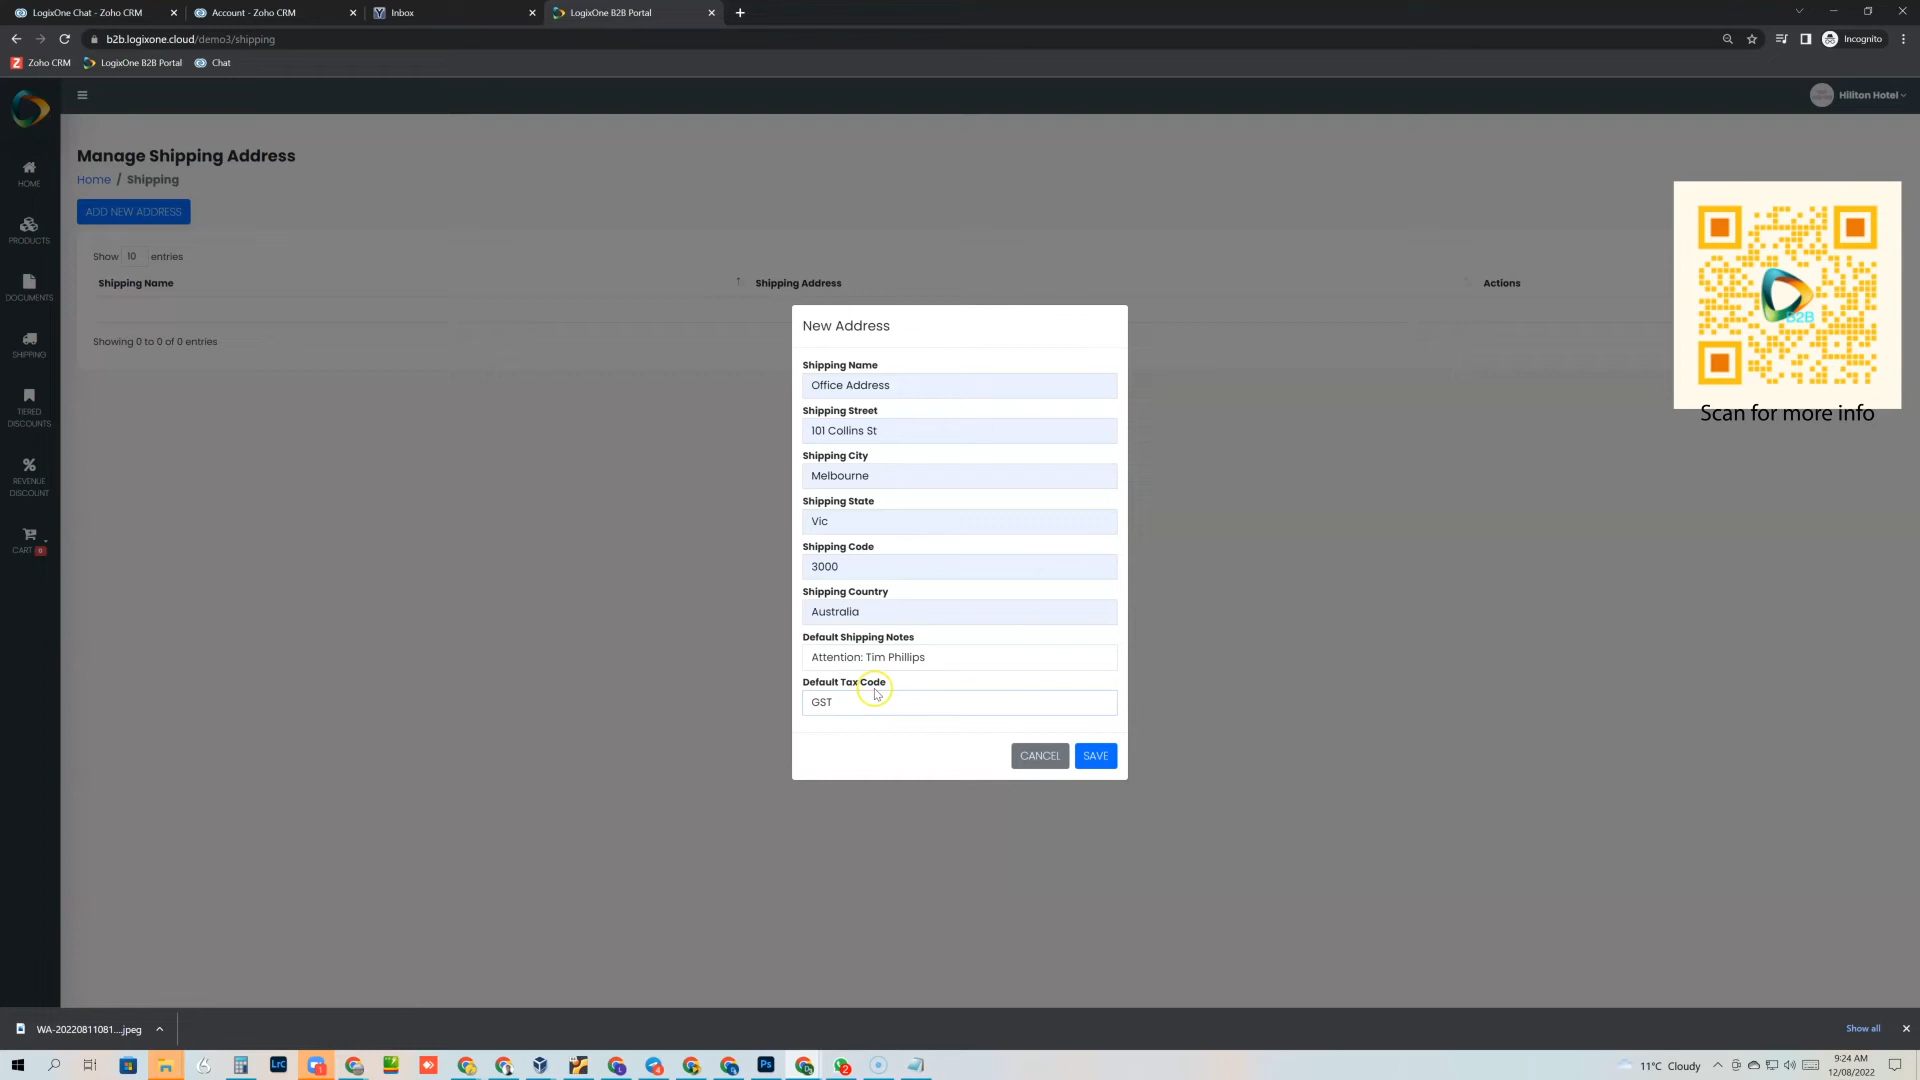 LogixOne Chat - Zoho CRM
Account - Zoho CRM
Inbox
LogixOne B2B Portal
b2b.logixone.cloud/demo3/shipping
Incognito
Zoho CRM
LogixOne B2B Portal
Chat
Hiliton Hotel
Manage Shipping Address
Home / Shipping
ADD NEW ADDRESS
Show 10 entries
Shipping Name
Shipping Address
Actions
Showing 0 to 0 of 0 entries
HOME
PRODUCTS
DOCUMENTS
SHIPPING
TIERED
DISCOUNTS
REVENUE
DISCOUNT
CART 0
New Address
Shipping Name
Office Address
Shipping Street
101 Collins St
Shipping City
Melbourne
Shipping State
Vic
Shipping Code
3000
Shipping Country
Australia
Default Shipping Notes
Attention: Tim Phillips
Default Tax Code
GST
CANCEL
SAVE
B2B
Scan for more info
WA-20220811081....jpeg
Show all
LrC
Ps
11°C Cloudy
9:24 AM
12/08/2022